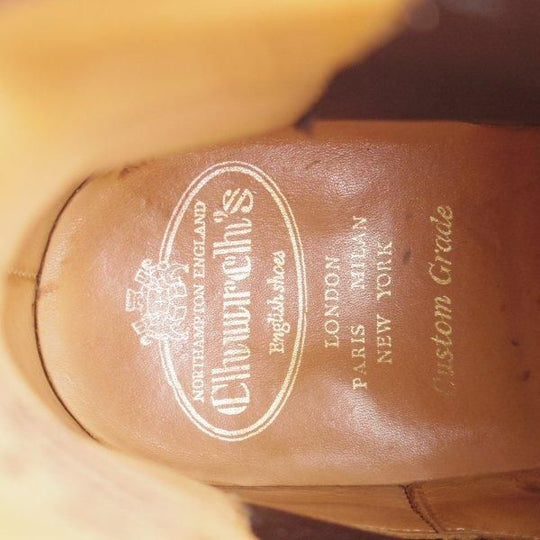 NORTHAMPTON ENGLAND
Church's
English shoes
LONDON
PARIS MILAN
NEW YORK
Custom Grade